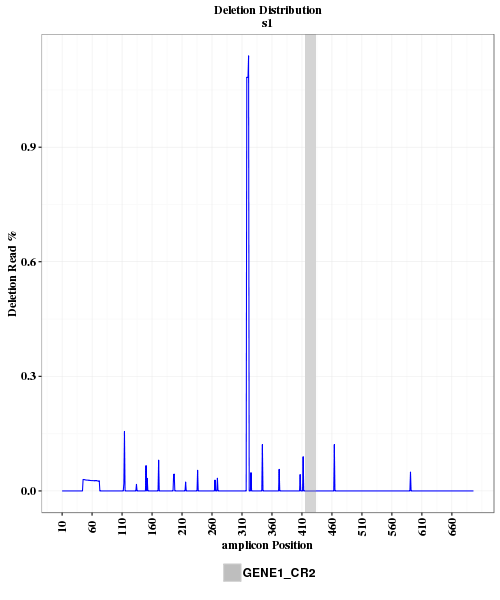 Deletion Distribution
s1
Deletion Read %
0.9
0.6
0.3
0.0
10 60 110 160 210 260 310 360 410 460 510 560 610 660
amplicon Position
GENE1_CR2